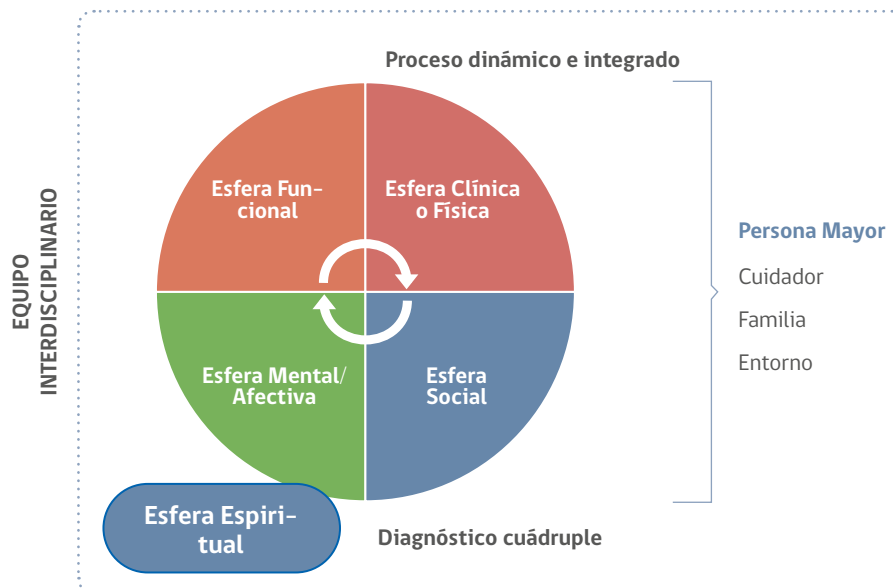 Proceso dinámico e integrado
EQUIPO
INTERDISCIPLINARIO
Esfera Fun-
cional
Esfera Clínica
o Física
Esfera Mental/
Afectiva
Esfera
Social
Esfera Espiri-
tual
Diagnóstico cuádruple
Persona Mayor
Cuidador
Familia
Entorno